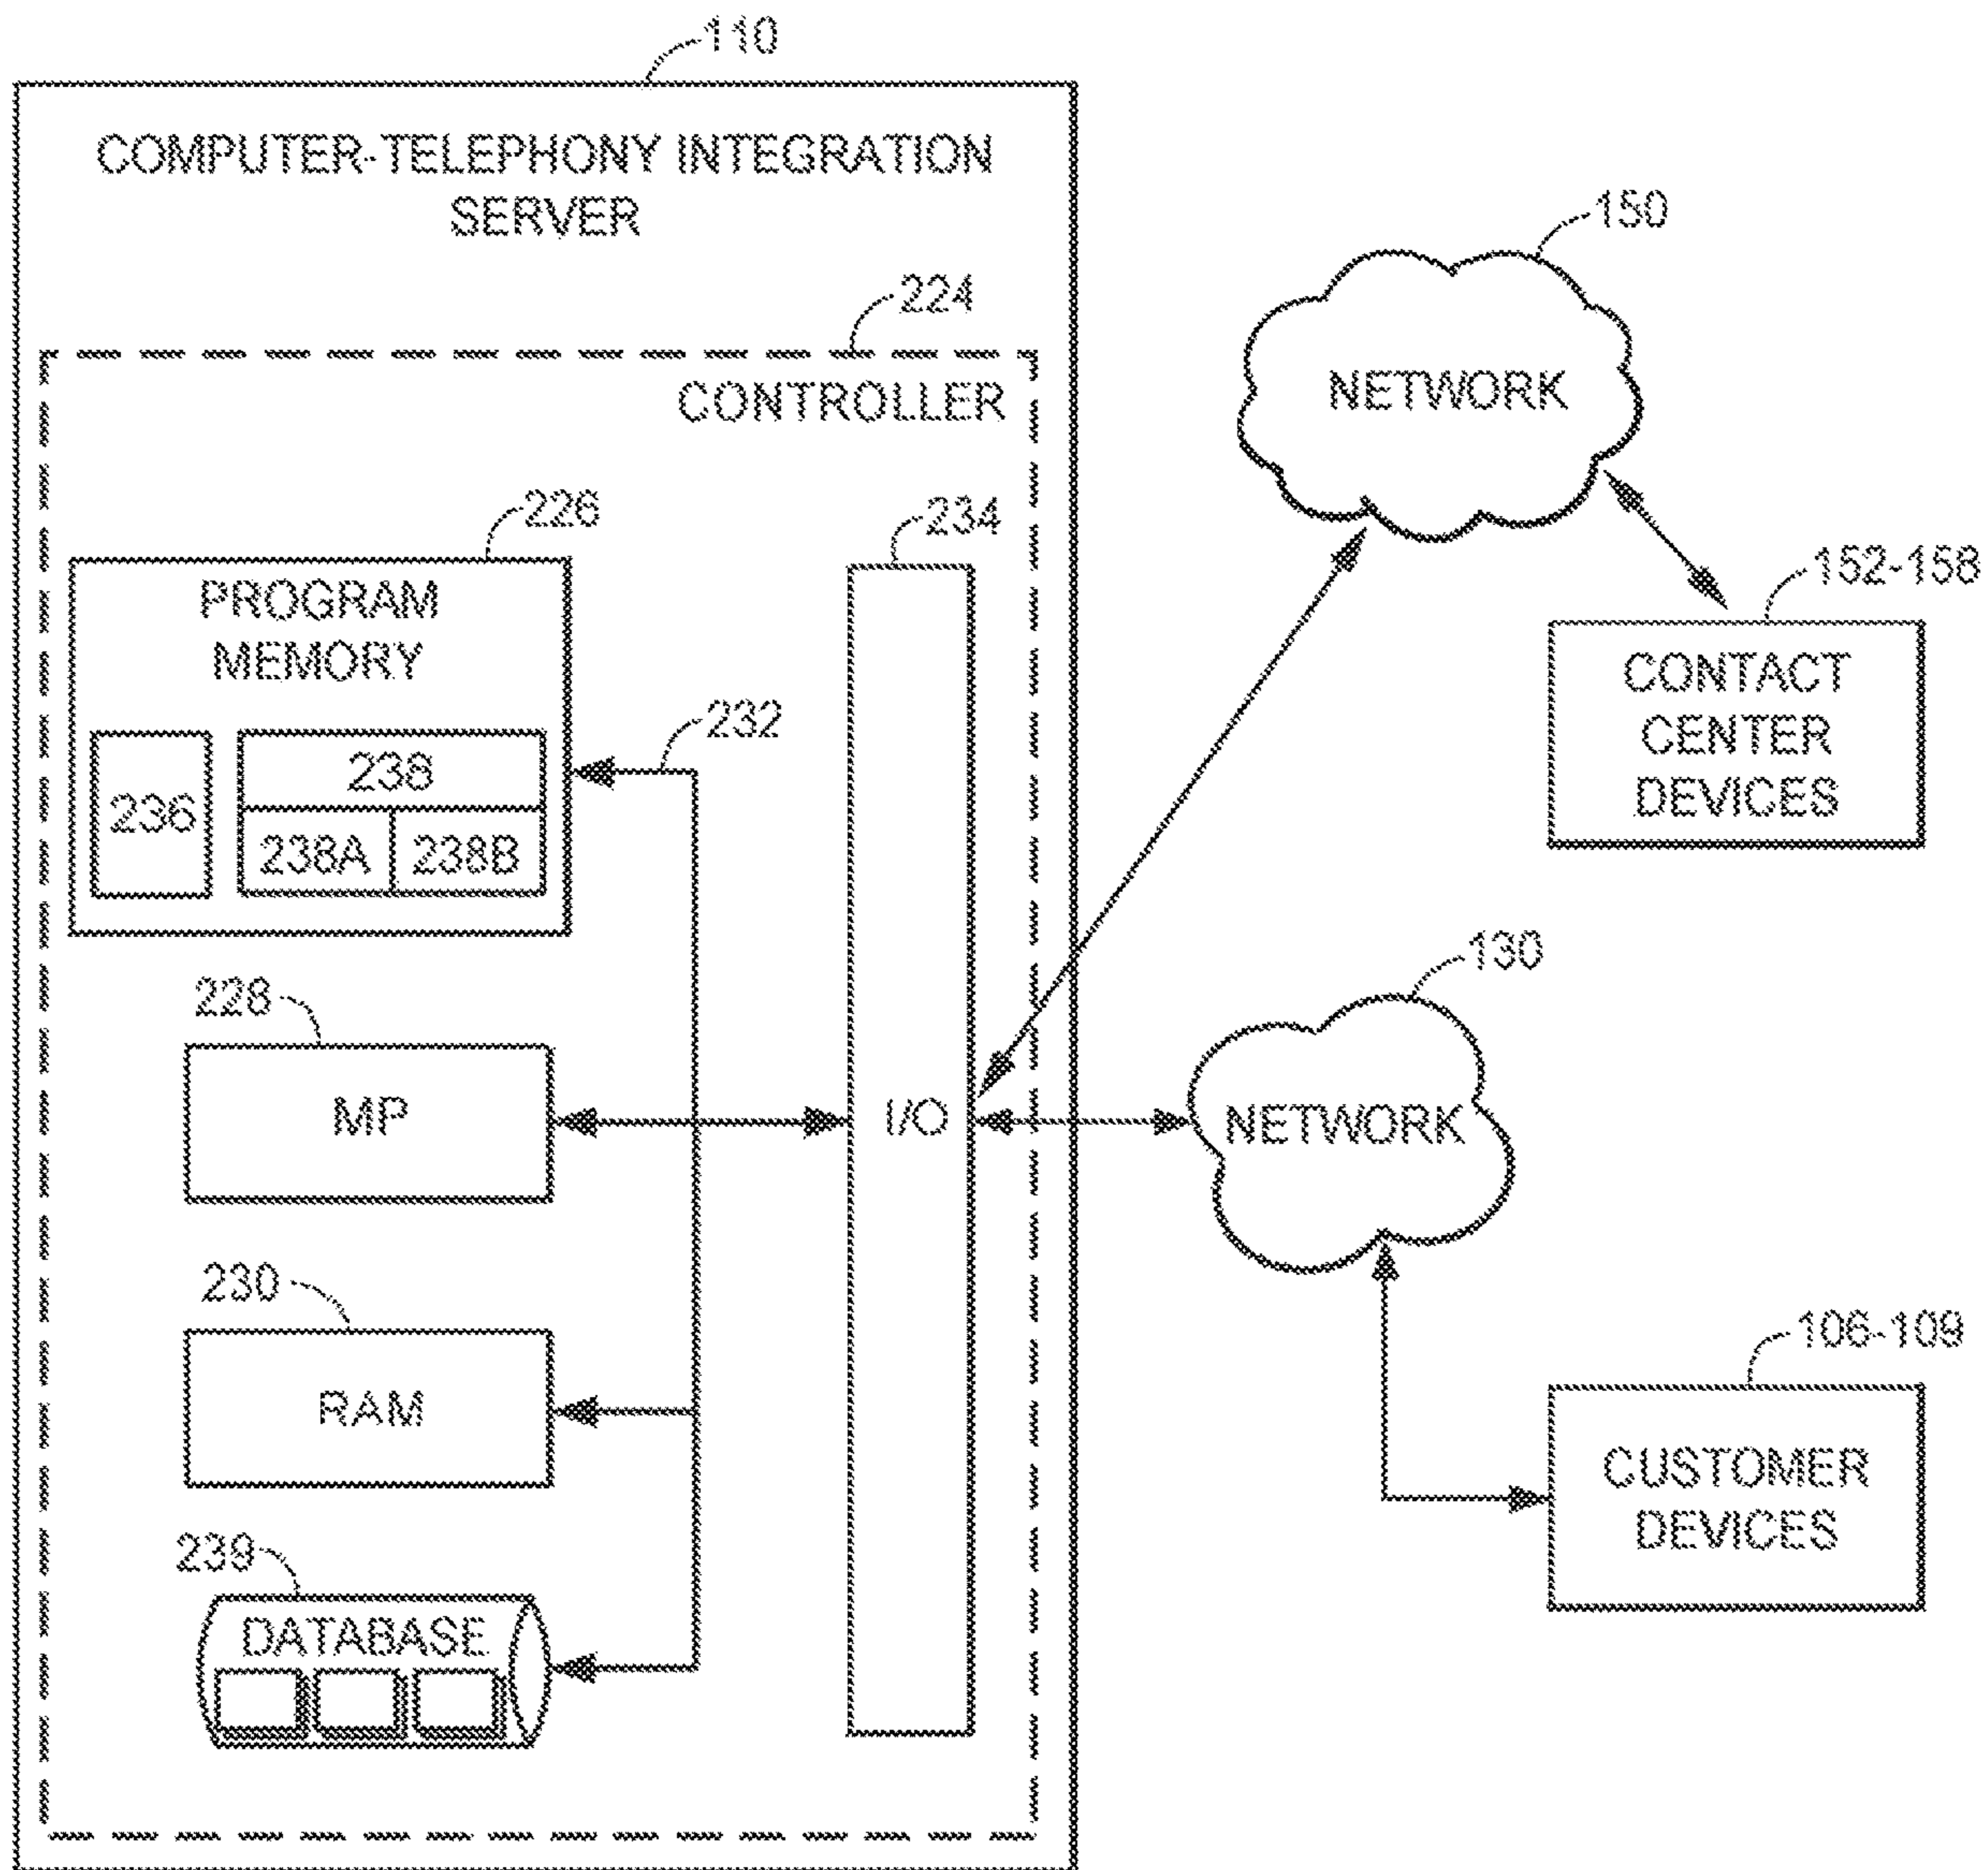 110
COMPUTER-TELEPHONY INTEGRATION
SERVER
224
CONTROLLER
226
PROGRAM
MEMORY
236
238
238A
238B
232
234
I/O
228
MP
230
RAM
239
DATABASE
150
NETWORK
152-158
CONTACT
CENTER
DEVICES
130
NETWORK
106-109
CUSTOMER
DEVICES